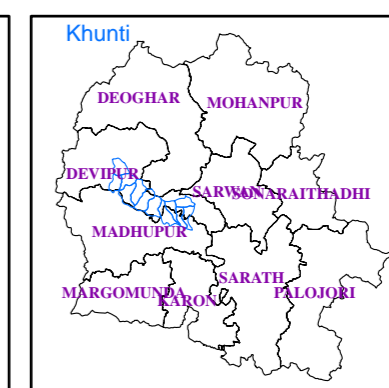 Khunti
DEOGHAR
MOHANPUR
DEVIPUR
SARWAN
SONARAITHADHI
MADHUPUR
SARATH
MARGOMUNDA
KARON
PALOJORI